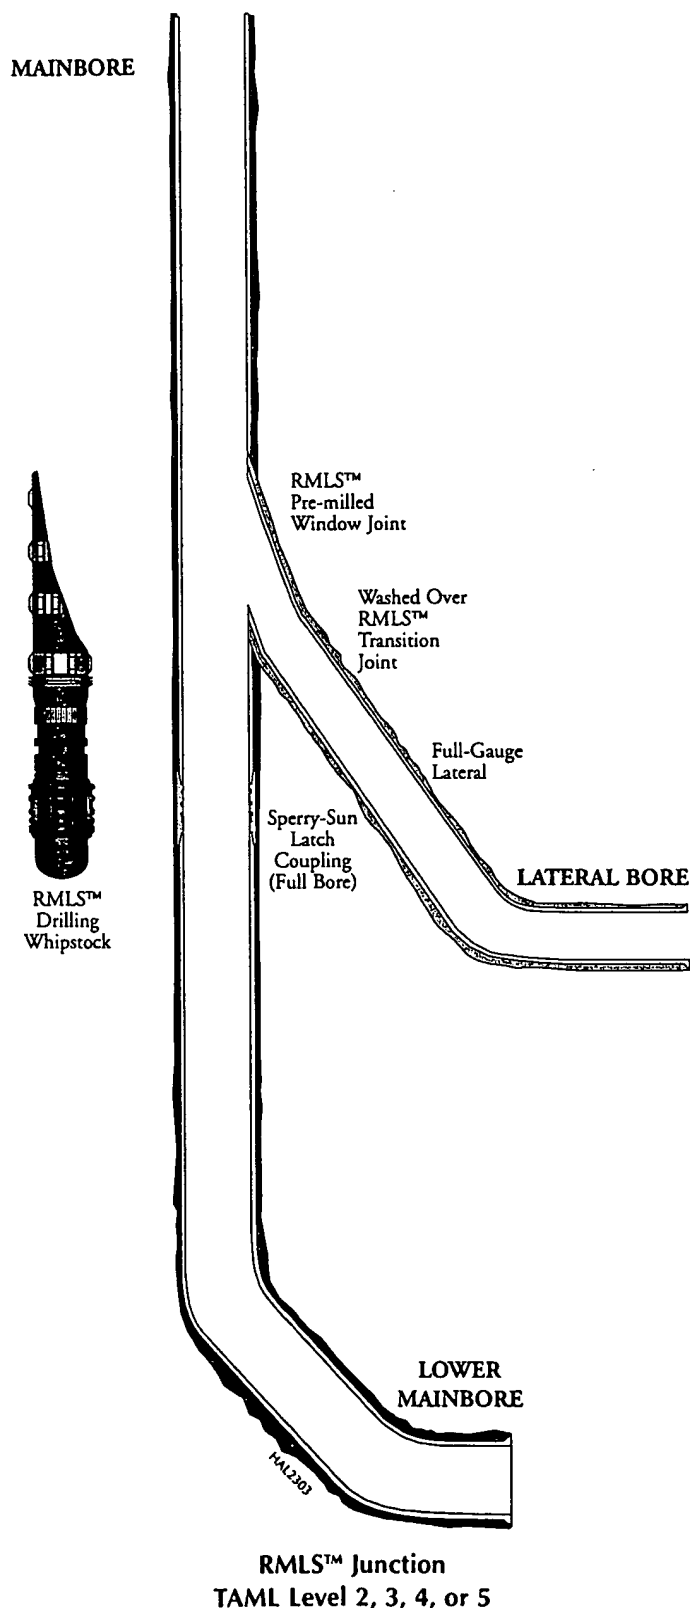 MAINBORE
RMLS™
Pre-milled
Window Joint
Washed Over
RMLS™
Transition
Joint
Full-Gauge
Lateral
Sperry-Sun
Latch
Coupling
(Full Bore)
LATERAL BORE
RMLS™
Drilling
Whipstock
LOWER
MAINBORE
HAL2303
RMLS™ Junction
TAML Level 2, 3, 4, or 5